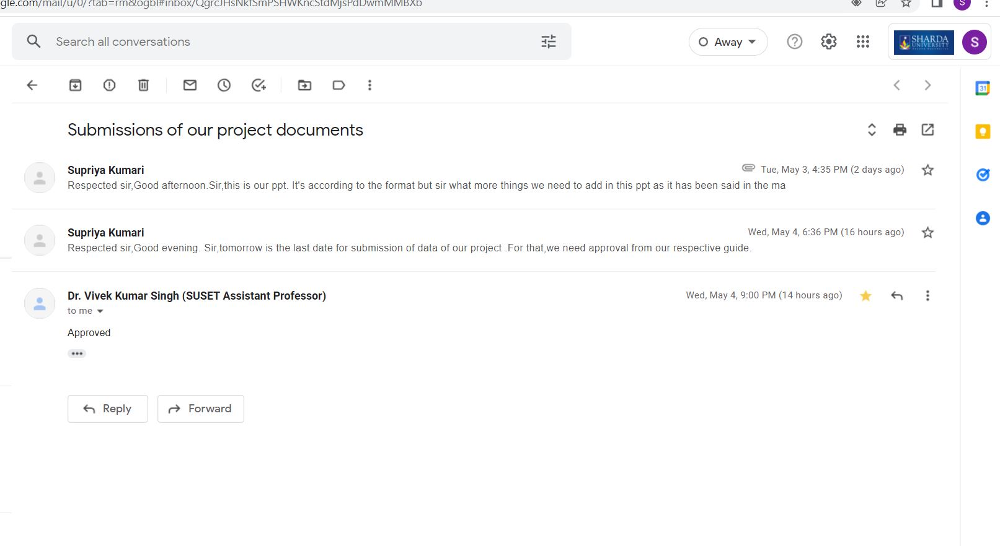 gle.com/mail/u/0/?tab=rm&ogbl#inbox/QgrcJHsNkfSmPSHWKncStdMjsPdDwmMMBXb
S
Search all conversations
Away
SHARDA
UNIVERSITY
S
31
Submissions of our project documents
Supriya Kumari
Tue, May 3, 4:35 PM (2 days ago)
Respected sir,Good afternoon.Sir,this is our ppt. It's according to the format but sir what more things we need to add in this ppt as it has been said in the ma
Supriya Kumari
Wed, May 4, 6:36 PM (16 hours ago)
Respected sir,Good evening. Sir,tomorrow is the last date for submission of data of our project .For that,we need approval from our respective guide.
Dr. Vivek Kumar Singh (SUSET Assistant Professor)
Wed, May 4, 9:00 PM (14 hours ago)
to me
Approved
Reply
Forward